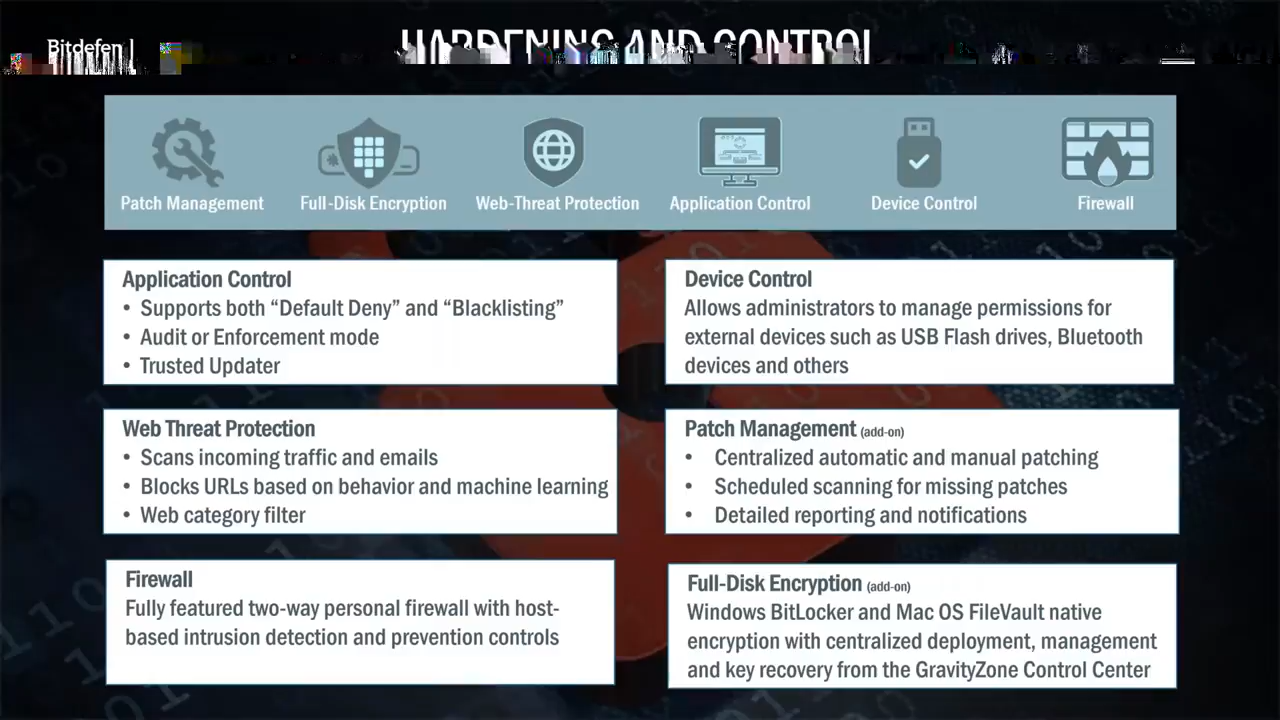 Bitdefen
HARDENING AND CONTROL
Patch Management
Full-Disk Encryption
Web-Threat Protection
Application Control
Device Control
Firewall
Application Control
• Supports both “Default Deny” and “Blacklisting”
• Audit or Enforcement mode
• Trusted Updater
Device Control
Allows administrators to manage permissions for
external devices such as USB Flash drives, Bluetooth
devices and others
Web Threat Protection
• Scans incoming traffic and emails
• Blocks URLs based on behavior and machine learning
• Web category filter
Patch Management (add-on)
• Centralized automatic and manual patching
• Scheduled scanning for missing patches
• Detailed reporting and notifications
Firewall
Fully featured two-way personal firewall with host-
based intrusion detection and prevention controls
Full-Disk Encryption (add-on)
Windows BitLocker and Mac OS FileVault native
encryption with centralized deployment, management
and key recovery from the GravityZone Control Center